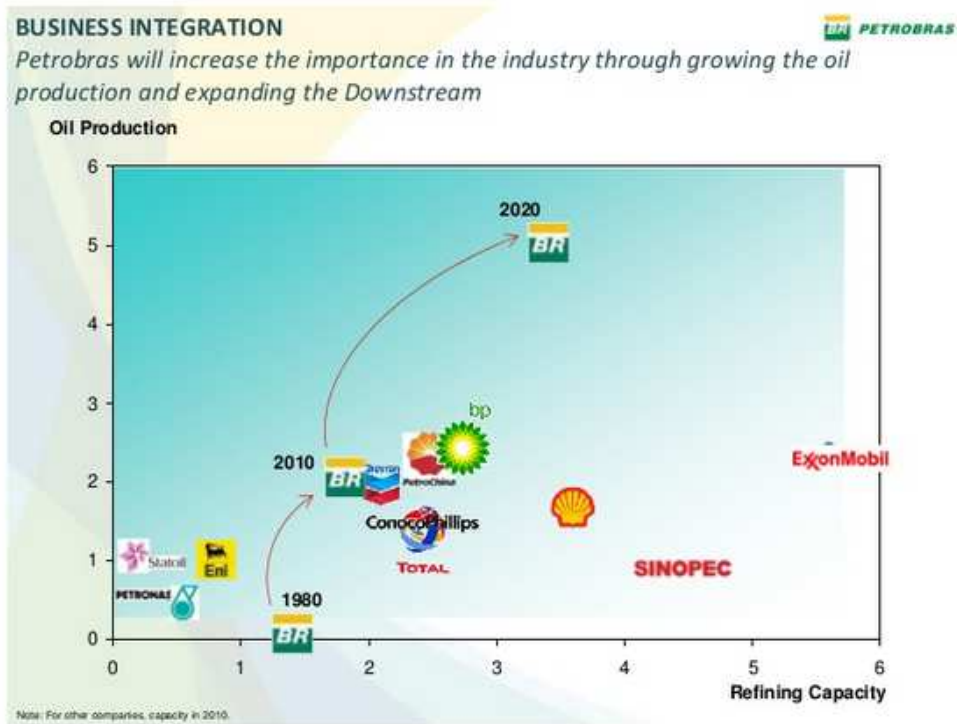 BUSINESS INTEGRATION
BR PETROBRAS
Petrobras will increase the importance in the industry through growing the oil
production and expanding the Downstream
Oil Production
6
2020
5
BR
4
3
bp
2010
BR
Chevron
PetroChina
ExxonMobil
2
ConocoPhillips
TOTAL
SINOPEC
1
Statoil
Eni
PETRONAS
1980
BR
0
0 1 2 3 4 5 6
Refining Capacity
Note: For other companies, capacity in 2010.